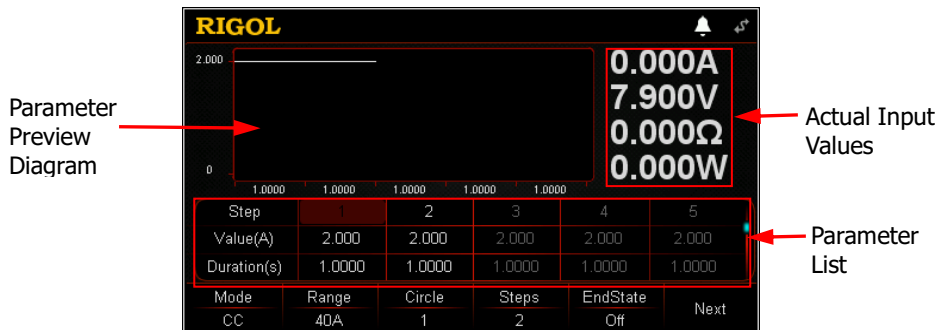 RIGOL
2.000
0
1.0000 1.0000 1.0000 1.0000 1.0000
0.000A
7.900V
0.000Ω
0.000W
Parameter
Preview
Diagram
Actual Input
Values
Step 1 2 3 4 5
Value(A) 2.000 2.000 2.000 2.000 2.000
Duration(s) 1.0000 1.0000 1.0000 1.0000 1.0000
Parameter
List
Mode Range Circle Steps EndState Next
CC 40A 1 2 Off